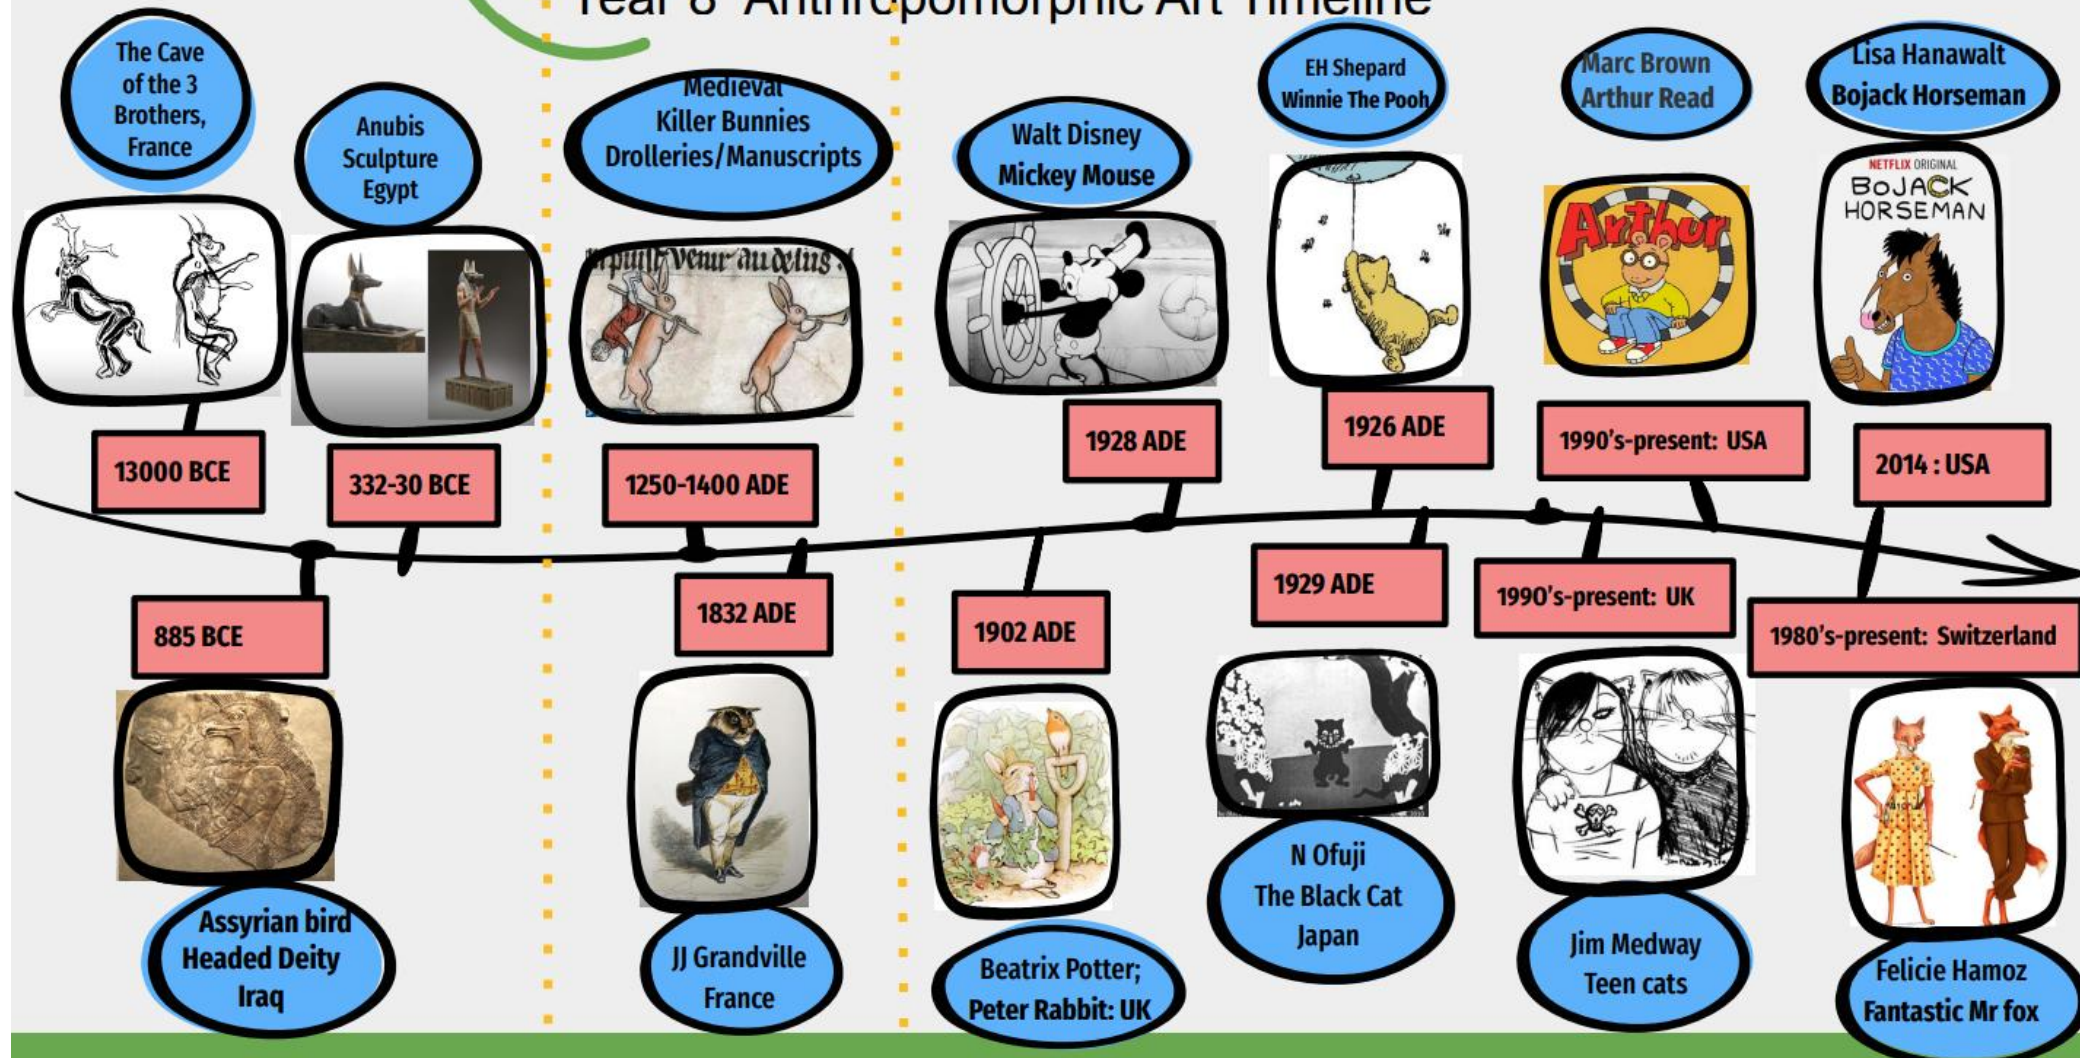 Year 8 Anthropomorphic Art Timeline
The Cave
of the 3
Brothers,
France
13000 BCE
Anubis
Sculpture
Egypt
332-30 BCE
885 BCE
Assyrian bird
Headed Deity
Iraq
Medieval
Killer Bunnies
Drolleries/Manuscripts
1250-1400 ADE
1832 ADE
JJ Grandville
France
Walt Disney
Mickey Mouse
1928 ADE
1902 ADE
Beatrix Potter;
Peter Rabbit: UK
EH Shepard
Winnie The Pooh
1926 ADE
1929 ADE
N Ofuji
The Black Cat
Japan
Marc Brown
Arthur Read
Arthur
1990's-present: USA
1990's-present: UK
Jim Medway
Teen cats
Lisa Hanawalt
Bojack Horseman
NETFLIX ORIGINAL
BOJACK
HORSEMAN
2014 : USA
1980's-present: Switzerland
Felicie Hamoz
Fantastic Mr fox